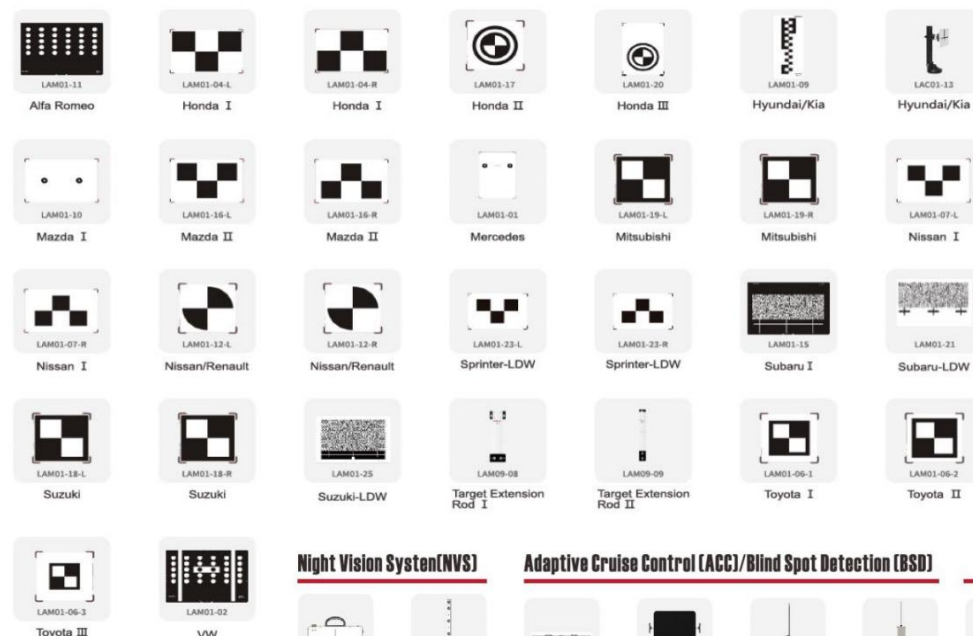 LAM01-11
Alfa Romeo
LAM01-04-L
Honda Ⅰ
LAM01-04-R
Honda Ⅰ
LAM01-17
Honda Ⅱ
LAM01-20
Honda Ⅲ
LAM01-09
Hyundai/Kia
LAC01-13
Hyundai/Kia
LAM01-10
Mazda Ⅰ
LAM01-16-L
Mazda Ⅱ
LAM01-16-R
Mazda Ⅱ
LAM01-01
Mercedes
LAM01-19-L
Mitsubishi
LAM01-19-R
Mitsubishi
LAM01-07-L
Nissan Ⅰ
LAM01-07-R
Nissan Ⅰ
LAM01-12-L
Nissan/Renault
LAM01-12-R
Nissan/Renault
LAM01-23-L
Sprinter-LDW
LAM01-23-R
Sprinter-LDW
LAM01-15
Subaru Ⅰ
LAM01-21
Subaru-LDW
LAM01-18-L
Suzuki
LAM01-18-R
Suzuki
LAM01-25
Suzuki-LDW
LAM09-08
Target Extension
Rod Ⅰ
LAM09-09
Target Extension
Rod Ⅱ
LAM01-06-1
Toyota Ⅰ
LAM01-06-2
Toyota Ⅱ
LAM01-06-3
Toyota Ⅲ
LAM01-02
VW
Night Vision Systen(NVS)
Adaptive Cruise Control (ACC)/Blind Spot Detection (BSD)